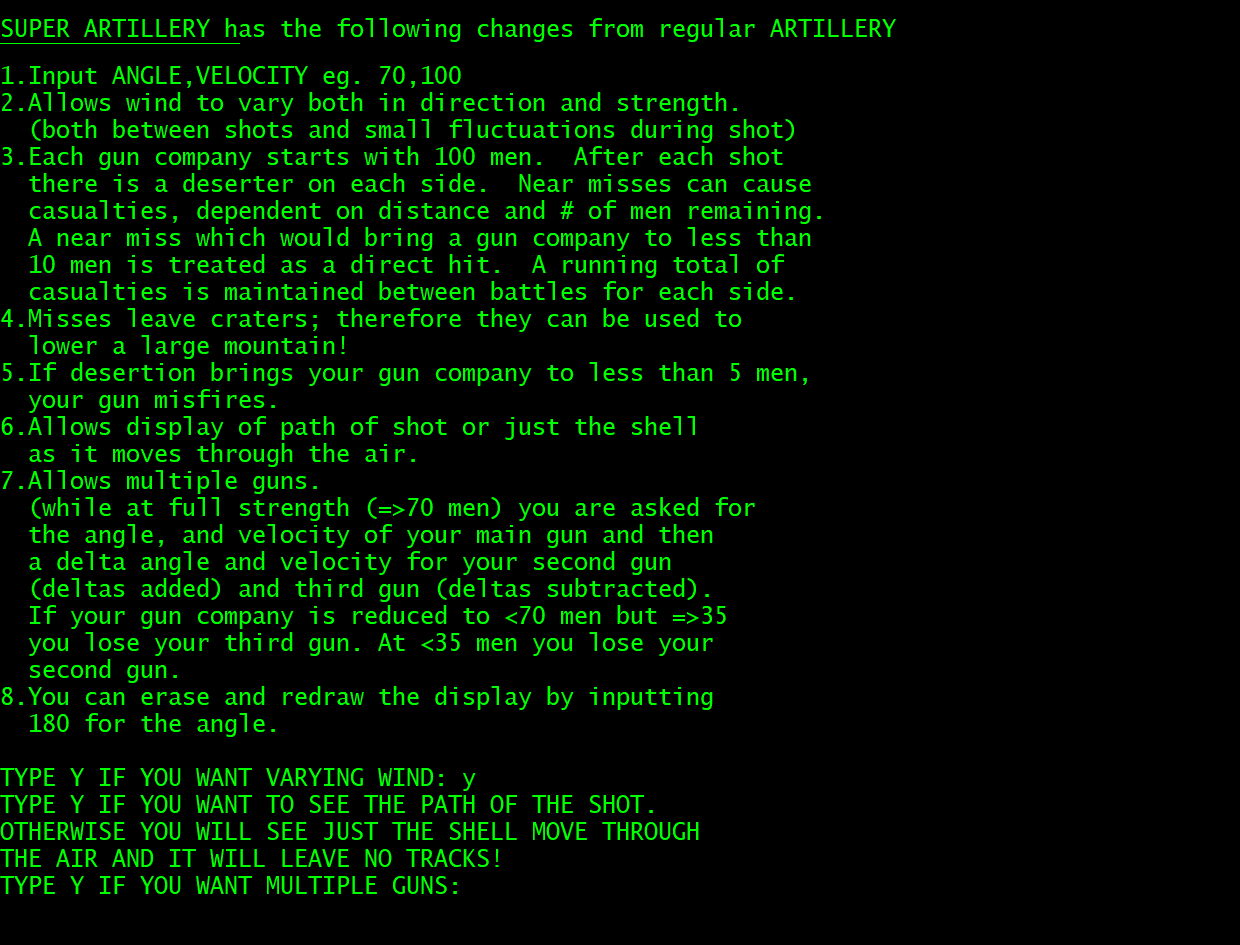 SUPER ARTILLERY has the following changes from regular ARTILLERY
1.Input ANGLE,VELOCITY eg. 70,100
2.Allows wind to vary both in direction and strength.
(both between shots and small fluctuations during shot)
3.Each gun company starts with 100 men.  After each shot
there is a deserter on each side.  Near misses can cause
casualties, dependent on distance and # of men remaining.
A near miss which would bring a gun company to less than
10 men is treated as a direct hit.  A running total of
casualties is maintained between battles for each side.
4.Misses leave craters; therefore they can be used to
lower a large mountain!
5.If desertion brings your gun company to less than 5 men,
your gun misfires.
6.Allows display of path of shot or just the shell
as it moves through the air.
7.Allows multiple guns.
(while at full strength (=>70 men) you are asked for
the angle, and velocity of your main gun and then
a delta angle and velocity for your second gun
(deltas added) and third gun (deltas subtracted).
If your gun company is reduced to <70 men but =>35
you lose your third gun. At <35 men you lose your
second gun.
8.You can erase and redraw the display by inputting
180 for the angle.
TYPE Y IF YOU WANT VARYING WIND: y
TYPE Y IF YOU WANT TO SEE THE PATH OF THE SHOT.
OTHERWISE YOU WILL SEE JUST THE SHELL MOVE THROUGH
THE AIR AND IT WILL LEAVE NO TRACKS!
TYPE Y IF YOU WANT MULTIPLE GUNS: